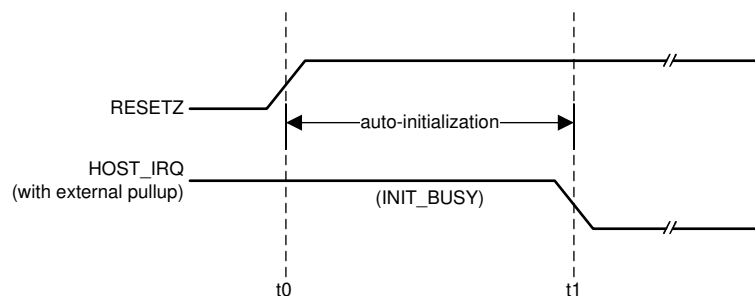 RESETZ
auto-initialization
HOST_IRQ
(with external pullup)
(INIT_BUSY)
t0
t1